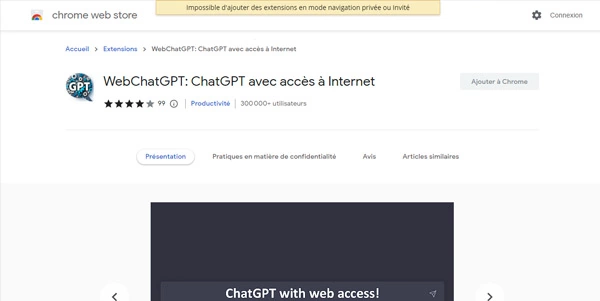 Impossible d'ajouter des extensions en mode navigation privée ou invité
chrome web store
Connexion
Accueil > Extensions > WebChatGPT: ChatGPT avec accès à Internet
GPT
WebChatGPT: ChatGPT avec accès à Internet
Ajouter à Chrome
99 Productivité 300 000+ utilisateurs
Présentation Pratiques en matière de confidentialité Avis Articles similaires
ChatGPT with web access!